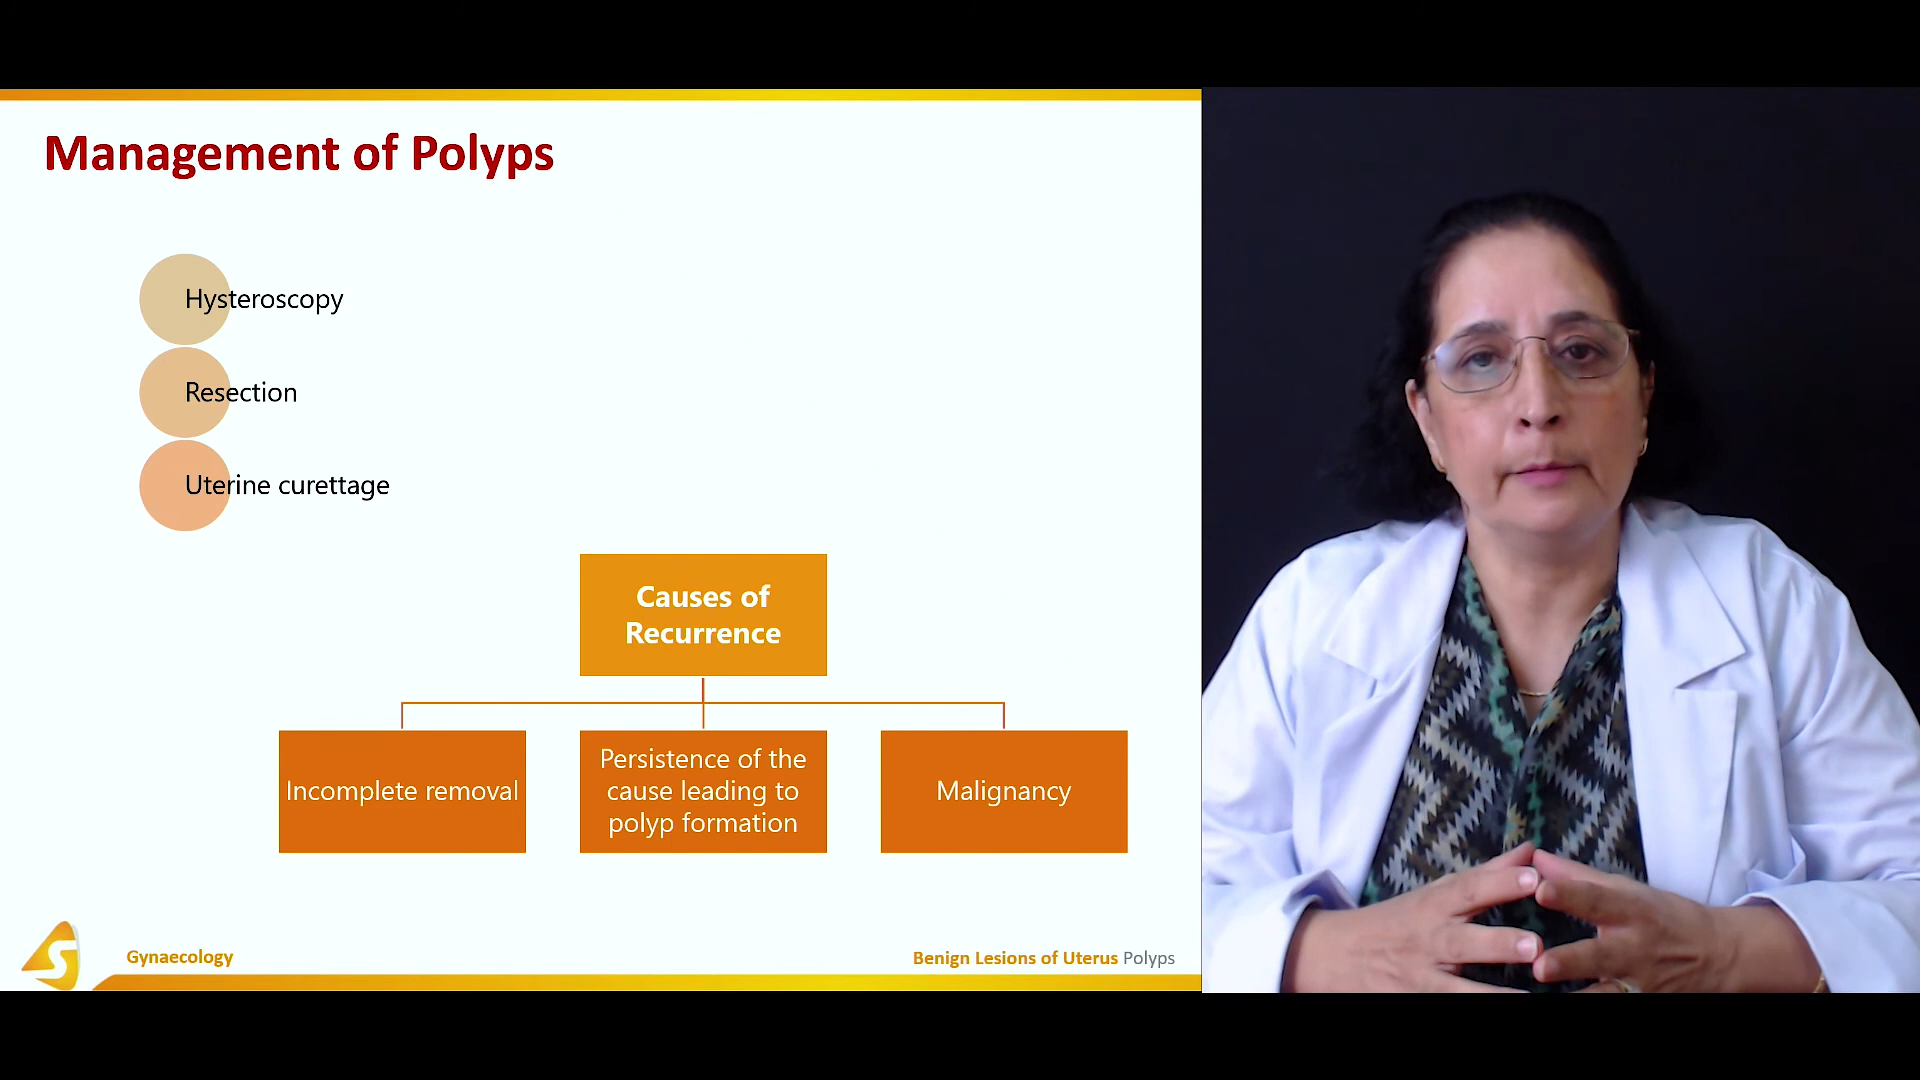 Management of Polyps
Hysteroscopy
Resection
Uterine curettage
Causes of
Recurrence
Incomplete removal
Persistence of the
cause leading to
polyp formation
Malignancy
Gynaecology
Benign Lesions of Uterus Polyps